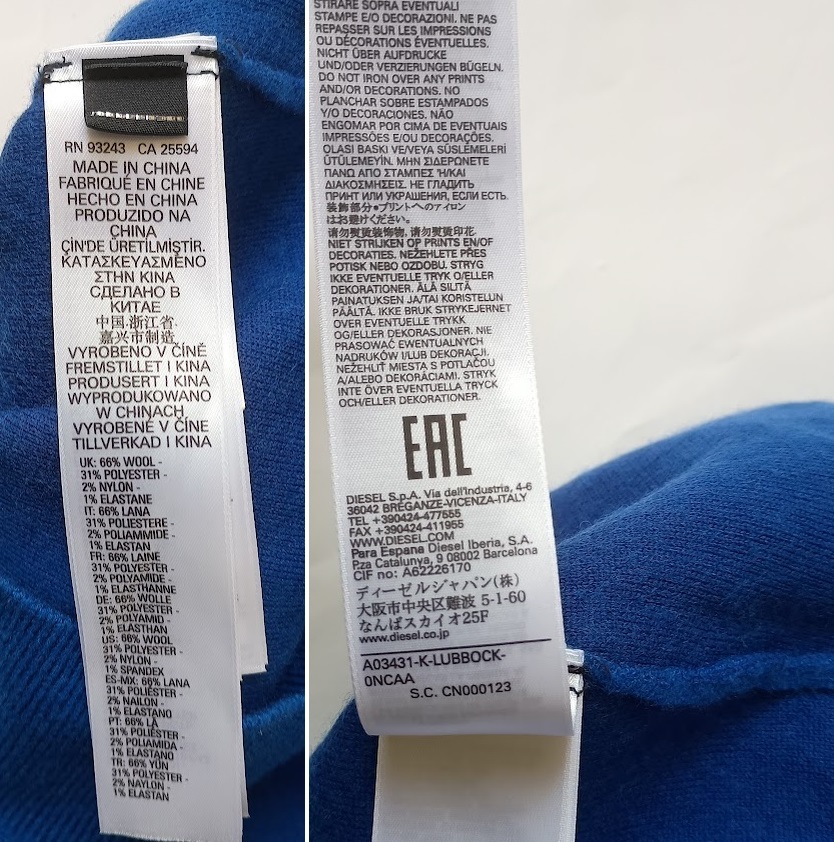 RN 93243 CA 25594
MADE IN CHINA
FABRIQUÉ EN CHINE
HECHO EN CHINA
PRODUZIDO NA
CHINA
ÇİN'DE ÜRETİLMİŞTİR.
ΚΑΤΑΣΚΕΥΑΣΜΕΝΟ
ΣΤΗΝ ΚΙΝΑ
СДЕЛАНО В
КИТАЕ
中国·浙江省·
嘉兴市制造
VYROBENO V ČÍNĚ
FREMSTILLET I KINA
PRODUSERT I KINA
WYPRODUKOWANO
W CHINACH
VYROBENÉ V ČÍNE
TILLVERKAD I KINA
UK: 66% WOOL -
31% POLYESTER -
2% NYLON -
1% ELASTANE
IT: 66% LANA
31% POLIESTERE -
2% POLIAMMIDE -
1% ELASTAN
FR: 66% LAINE
31% POLYESTER -
2% POLYAMIDE -
1% ELASTHANNE
DE: 66% WOLLE
31% POLYESTER -
2% POLYAMID -
1% ELASTHAN
US: 66% WOOL
31% POLYESTER -
2% NYLON -
1% SPANDEX
ES-MX: 66% LANA
31% POLIÉSTER -
2% NAILON -
1% ELASTANO
PT: 66% LÃ
31% POLIÉSTER -
2% POLIAMIDA -
1% ELASTANO
TR: 66% YÜN
31% POLYESTER -
2% NAYLON -
1% ELASTAN
STIRARE SOPRA EVENTUALI
STAMPE E/O DECORAZIONI. NE PAS
REPASSER SUR LES IMPRESSIONS
OU DÉCORATIONS ÉVENTUELLES.
NICHT ÜBER AUFDRUCKE
UND/ODER VERZIERUNGEN BÜGELN.
DO NOT IRON OVER ANY PRINTS
AND/OR DECORATIONS. NO
PLANCHAR SOBRE ESTAMPADOS
Y/O DECORACIONES. NÃO
ENGOMAR POR CIMA DE EVENTUAIS
IMPRESSÕES E/OU DECORAÇÕES.
OLASI BASKI VE/VEYA SÜSLEMELERİ
ÜTÜLEMEYİN. ΜΗΝ ΣΙΔΕΡΩΝΕΤΕ
ΠΑΝΩ ΑΠΟ ΣΤΑΜΠΕΣ Ή/ΚΑΙ
ΔΙΑΚΟΣΜΗΣΕΙΣ. НЕ ГЛАДИТЬ
ПРИНТ ИЛИ УКРАШЕНИЯ, ЕСЛИ ЕСТЬ.
装飾部分•プリントへのアイロン
はお避けください。
请勿熨烫装饰物, 请勿熨烫印花.
NIET STRIJKEN OP PRINTS EN/OF
DECORATIES. NEŽEHLETE PŘES
POTISK NEBO OZDOBU. STRYG
IKKE EVENTUELLE TRYK O/ELLER
DEKORATIONER. ÄLÄ SILITÄ
PAINATUKSEN JA/TAI KORISTELUN
PÄÄLTÄ. IKKE BRUK STRYKEJERNET
OVER EVENTUELLE TRYKK
OG/ELLER DEKORASJONER. NIE
PRASOWAĆ EWENTUALNYCH
NADRUKÓW I/LUB DEKORACJI.
NEŽEHLIŤ MIESTA S POTLAČOU
A/ALEBO DEKORÁCIAMI. STRYK
INTE ÖVER EVENTUELLA TRYCK
OCH/ELLER DEKORATIONER.
EAC
DIESEL S.p.A. Via dell'Industria, 4-6
36042 BREGANZE-VICENZA-ITALY
TEL +390424-477555
FAX +390424-411955
WWW.DIESEL.COM
Para Espana Diesel Iberia, S.A.
P.za Catalunya, 9 08002 Barcelona
CIF no: A62226170
ディーゼルジャパン(株)
大阪市中央区難波 5-1-60
なんばスカイオ25F
www.diesel.co.jp
A03431-K-LUBBOCK-
0NCAA
S.C. CN000123